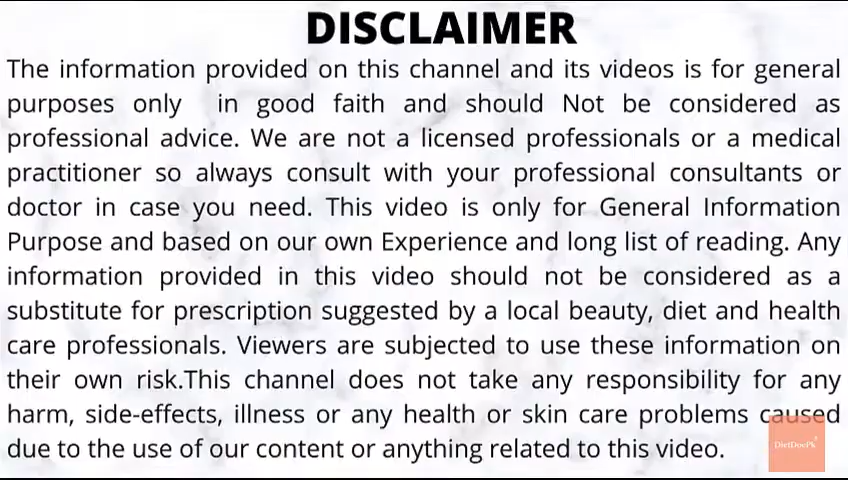 DISCLAIMER
The information provided on this channel and its videos is for general
purposes only in good faith and should Not be considered as
professional advice. We are not a licensed professionals or a medical
practitioner so always consult with your professional consultants or
doctor in case you need. This video is only for General Information
Purpose and based on our own Experience and long list of reading. Any
information provided in this video should not be considered as a
substitute for prescription suggested by a local beauty, diet and health
care professionals. Viewers are subjected to use these information on
their own risk.This channel does not take any responsibility for any
harm, side-effects, illness or any health or skin care problems caused
due to the use of our content or anything related to this video.
DietDocPk